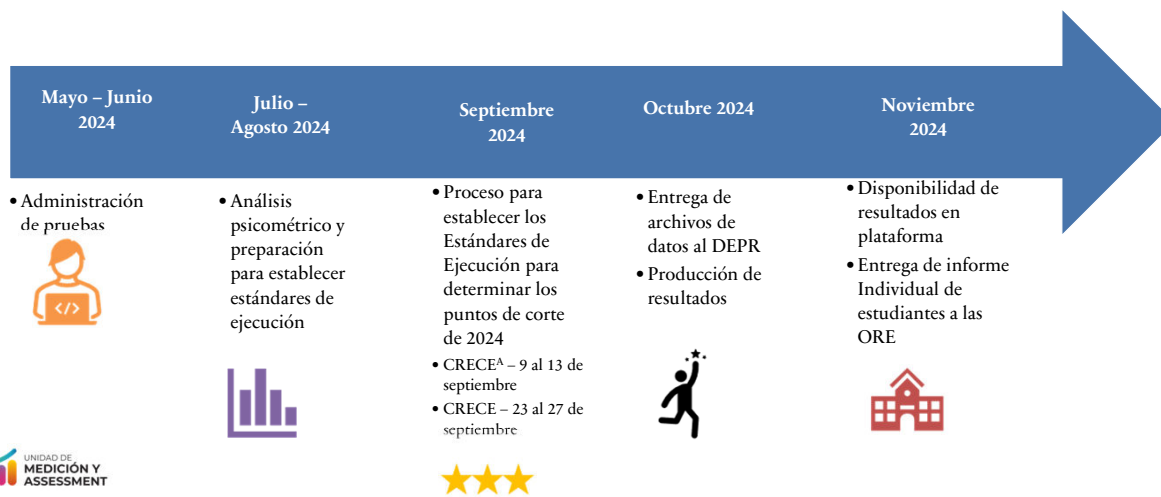 Mayo – Junio
2024
Julio –
Agosto 2024
Septiembre
2024
Octubre 2024
Noviembre
2024
• Administración
de pruebas
</>
• Análisis
psicométrico y
preparación
para establecer
estándares de
ejecución
• Proceso para
establecer los
Estándares de
Ejecución para
determinar los
puntos de corte
de 2024
• CRECEᴬ – 9 al 13 de
septiembre
• CRECE – 23 al 27 de
septiembre
• Entrega de
archivos de
datos al DEPR
• Producción de
resultados
• Disponibilidad de
resultados en
plataforma
• Entrega de informe
Individual de
estudiantes a las
ORE
UNIDAD DE
MEDICIÓN Y
ASSESSMENT